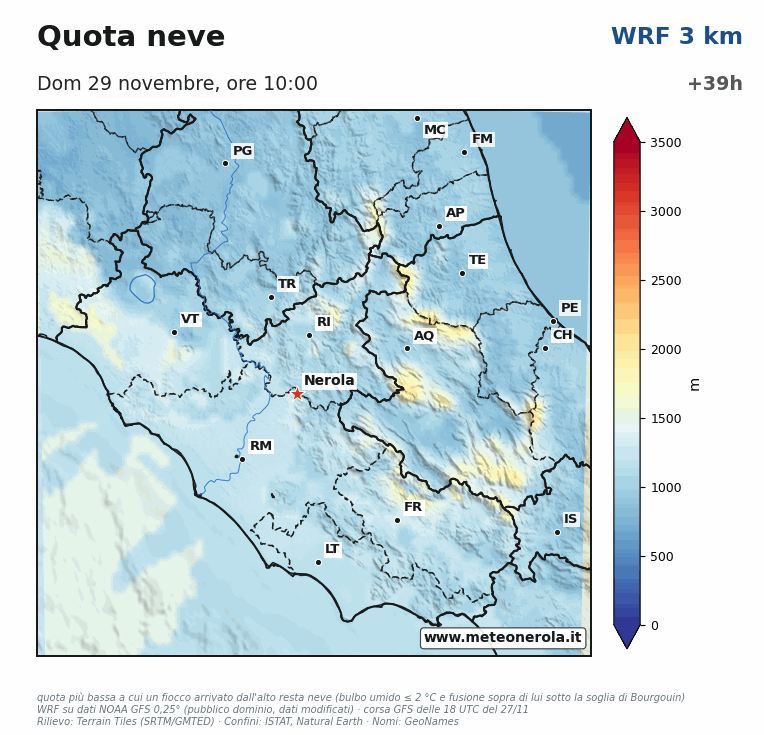 Quota neve
WRF 3 km
Dom 29 novembre, ore 10:00
+39h
MC
FM
PG
AP
TE
TR
PE
VT
RI
AQ
CH
Nerola
RM
FR
IS
LT
www.meteonerola.it
3500
3000
2500
2000
1500
1000
500
0
m
quota più bassa a cui un fiocco arrivato dall'alto resta neve (bulbo umido ≤ 2 °C e fusione sopra di lui sotto la soglia di Bourgouin)
WRF su dati NOAA GFS 0,25° (pubblico dominio, dati modificati) · corsa GFS delle 18 UTC del 27/11
Rilievo: Terrain Tiles (SRTM/GMTED) · Confini: ISTAT, Natural Earth · Nomi: GeoNames